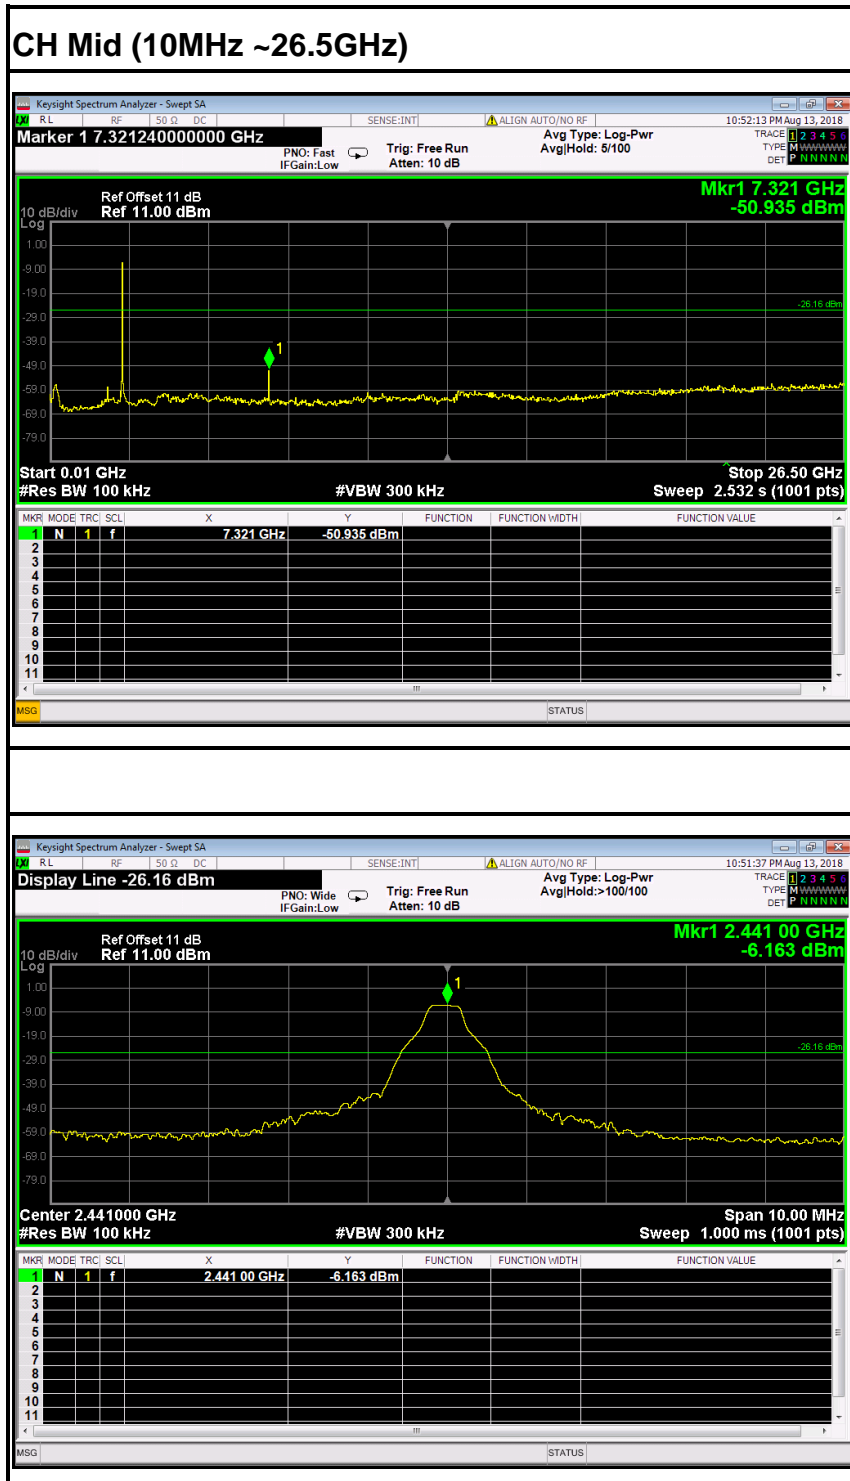 CH Mid (10MHz ~26.5GHz)
Keysight Spectrum Analyzer - Swept SA
LXI RL RF 50 Ω DC SENSE:INT ALIGN AUTO/NO RF 10:52:13 PM Aug 13, 2018
Marker 1 7.321240000000 GHz
PNO: Fast
IFGain:Low
Trig: Free Run
Atten: 10 dB
Avg Type: Log-Pwr
Avg|Hold: 5/100
TRACE 1 2 3 4 5 6
TYPE M WWWWW
DET P N N N N N
Mkr1 7.321 GHz
-50.935 dBm
Ref Offset 11 dB
10 dB/div Ref 11.00 dBm
Log
1.00
-9.00
-19.0
-26.16 dBm
-29.0
-39.0
1
-49.0
-59.0
-69.0
-79.0
Start 0.01 GHz Stop 26.50 GHz
#Res BW 100 kHz #VBW 300 kHz Sweep 2.532 s (1001 pts)
MKR MODE TRC SCL X Y FUNCTION FUNCTION WIDTH FUNCTION VALUE
1 N 1 f 7.321 GHz -50.935 dBm
2
3
4
5
6
7
8
9
10
11
MSG STATUS
Keysight Spectrum Analyzer - Swept SA
LXI RL RF 50 Ω DC SENSE:INT ALIGN AUTO/NO RF 10:51:37 PM Aug 13, 2018
Display Line -26.16 dBm
PNO: Wide
IFGain:Low
Trig: Free Run
Atten: 10 dB
Avg Type: Log-Pwr
Avg|Hold:>100/100
TRACE 1 2 3 4 5 6
TYPE M WWWWW
DET P N N N N N
Mkr1 2.441 00 GHz
-6.163 dBm
Ref Offset 11 dB
10 dB/div Ref 11.00 dBm
Log
1
1.00
-9.00
-19.0
-26.16 dBm
-29.0
-39.0
-49.0
-59.0
-69.0
-79.0
Center 2.441000 GHz Span 10.00 MHz
#Res BW 100 kHz #VBW 300 kHz Sweep 1.000 ms (1001 pts)
MKR MODE TRC SCL X Y FUNCTION FUNCTION WIDTH FUNCTION VALUE
1 N 1 f 2.441 00 GHz -6.163 dBm
2
3
4
5
6
7
8
9
10
11
MSG STATUS